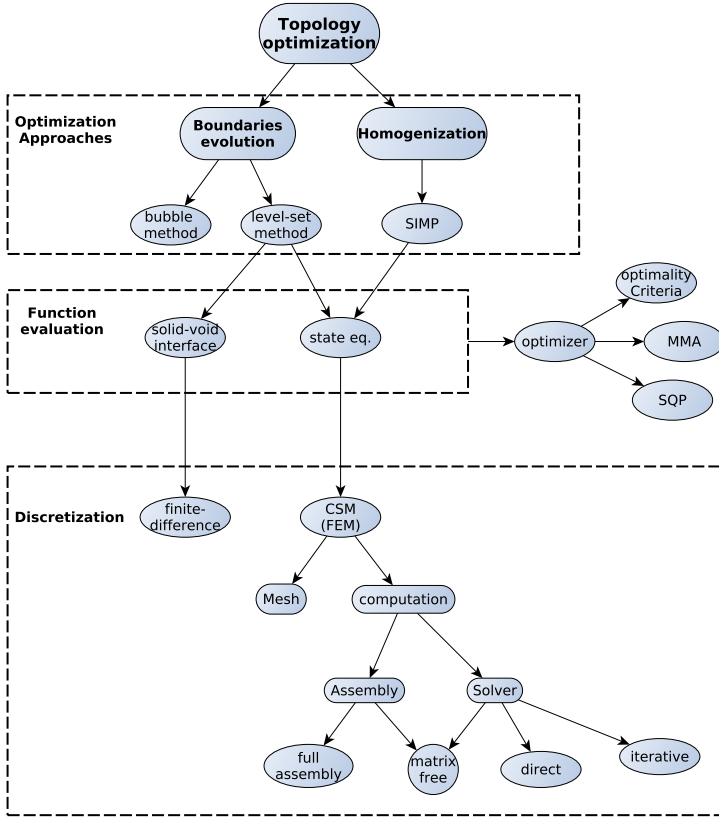 Topology
optimization
Optimization
Approaches
Boundaries
evolution
Homogenization
bubble
method
level-set
method
SIMP
Function
evaluation
solid-void
interface
state eq.
optimizer
optimality
Criteria
MMA
SQP
Discretization
finite-
difference
CSM
(FEM)
Mesh
computation
Assembly
Solver
full
assembly
matrix
free
direct
iterative